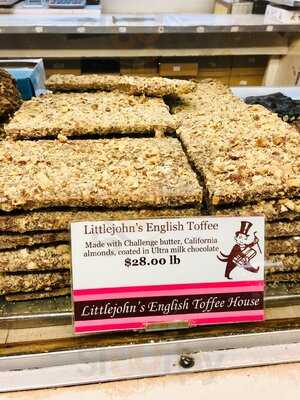 Littlejohn's English Toffee
Made with Challenge butter, California
almonds, coated in Ultra milk chocolate
$28.00 lb
Littlejohn's English Toffee House